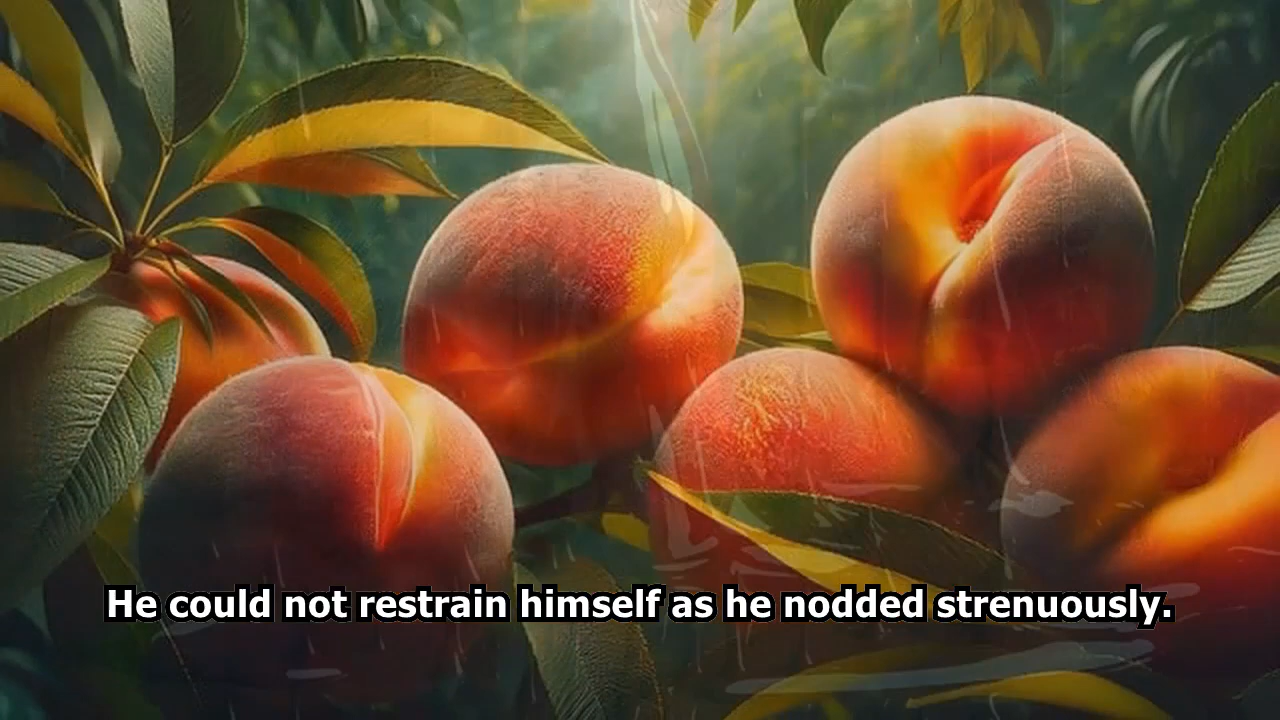 He could not restrain himself as he nodded strenuously.